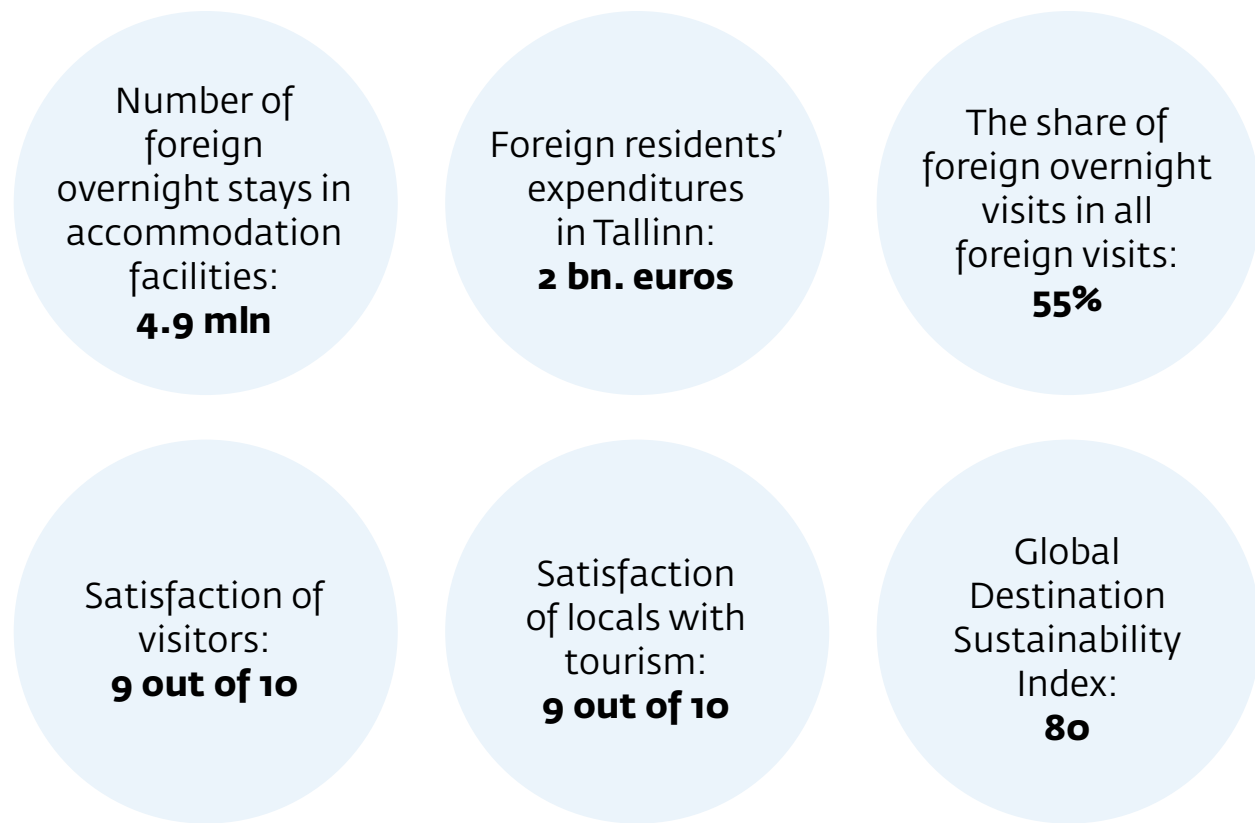 Number of
foreign
overnight stays in
accommodation
facilities:
4.9 mln
Foreign residents’
expenditures
in Tallinn:
2 bn. euros
The share of
foreign overnight
visits in all
foreign visits:
55%
Satisfaction of
visitors:
9 out of 10
Satisfaction
of locals with
tourism:
9 out of 10
Global
Destination
Sustainability
Index:
80